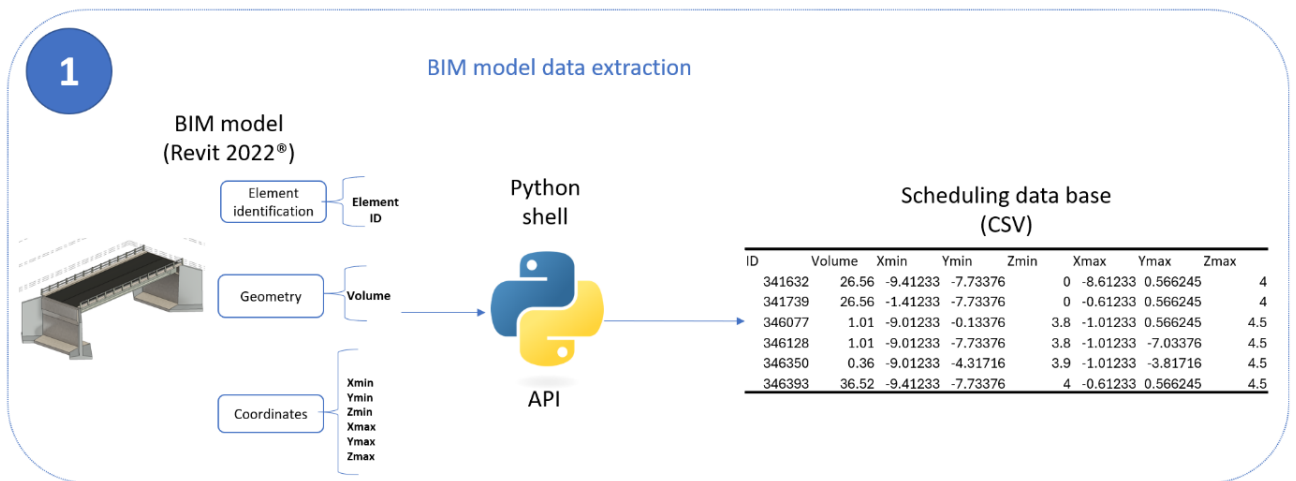 1
BIM model data extraction
BIM model
(Revit 2022®)
Element
identification
Element
ID
Geometry
Volume
Coordinates
Xmin
Ymin
Zmin
Xmax
Ymax
Zmax
Python
shell
API
Scheduling data base
(CSV)
ID Volume Xmin Ymin Zmin Xmax Ymax Zmax
341632 26.56 -9.41233 -7.73376 0 -8.61233 0.566245 4
341739 26.56 -1.41233 -7.73376 0 -0.61233 0.566245 4
346077 1.01 -9.01233 -0.13376 3.8 -1.01233 0.566245 4.5
346128 1.01 -9.01233 -7.73376 3.8 -1.01233 -7.03376 4.5
346350 0.36 -9.01233 -4.31716 3.9 -1.01233 -3.81716 4.5
346393 36.52 -9.41233 -7.73376 4 -0.61233 0.566245 4.5